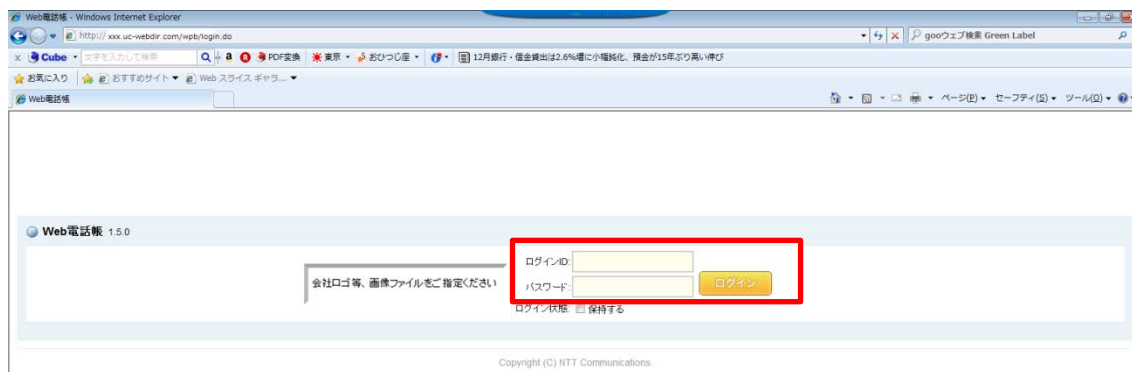 Web電話帳 - Windows Internet Explorer
http://xxx.uc-webdir.com/wpb/login.do
gooウェブ検索 Green Label
Cube
文字を入力して検索
a
PDF変換
東京
おひつじ座
12月銀行・信金貸出は2.6%増に小幅鈍化、預金が15年ぶり高い伸び
お気に入り
おすすめサイト
Web スライス ギャラ...
Web電話帳
ページ(P)
セーフティ(S)
ツール(O)
Web電話帳 1.5.0
会社ロゴ等、画像ファイルをご指定ください
ログインID:
パスワード:
ログイン
ログイン状態:
保持する
Copyright (C) NTT Communications